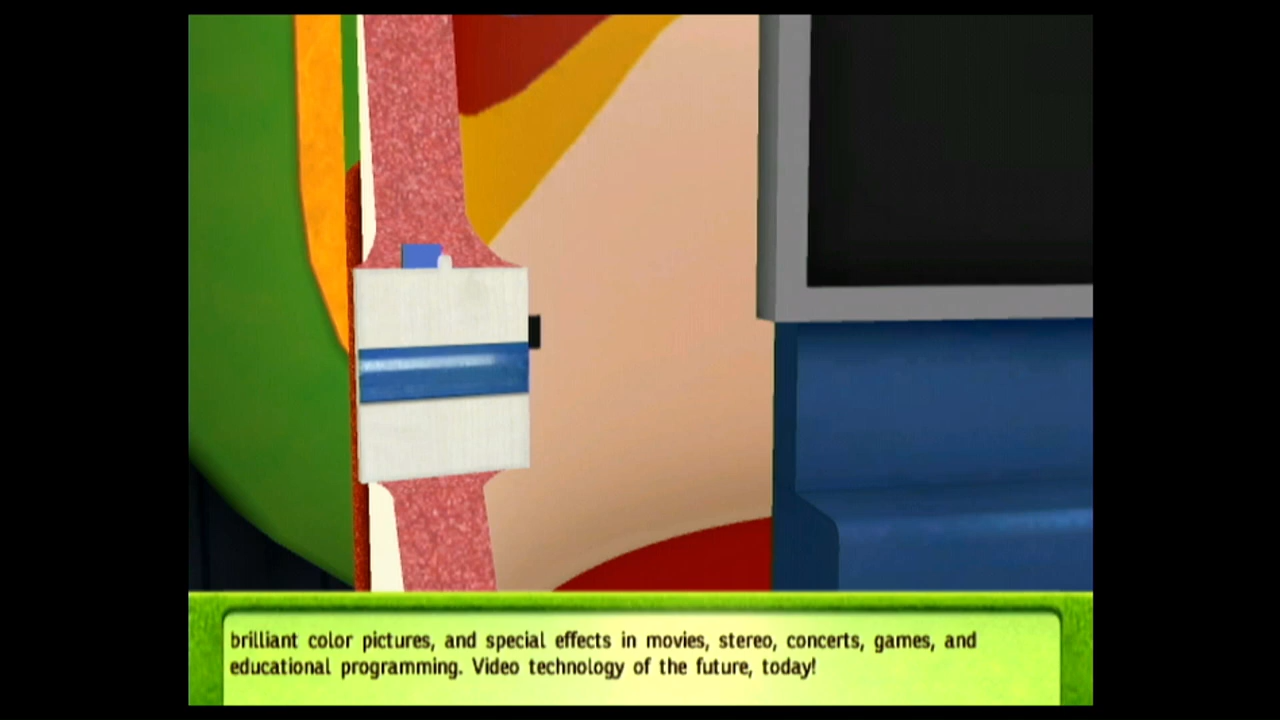 brilliant color pictures, and special effects in movies, stereo, concerts, games, and
educational programming. Video technology of the future, today!